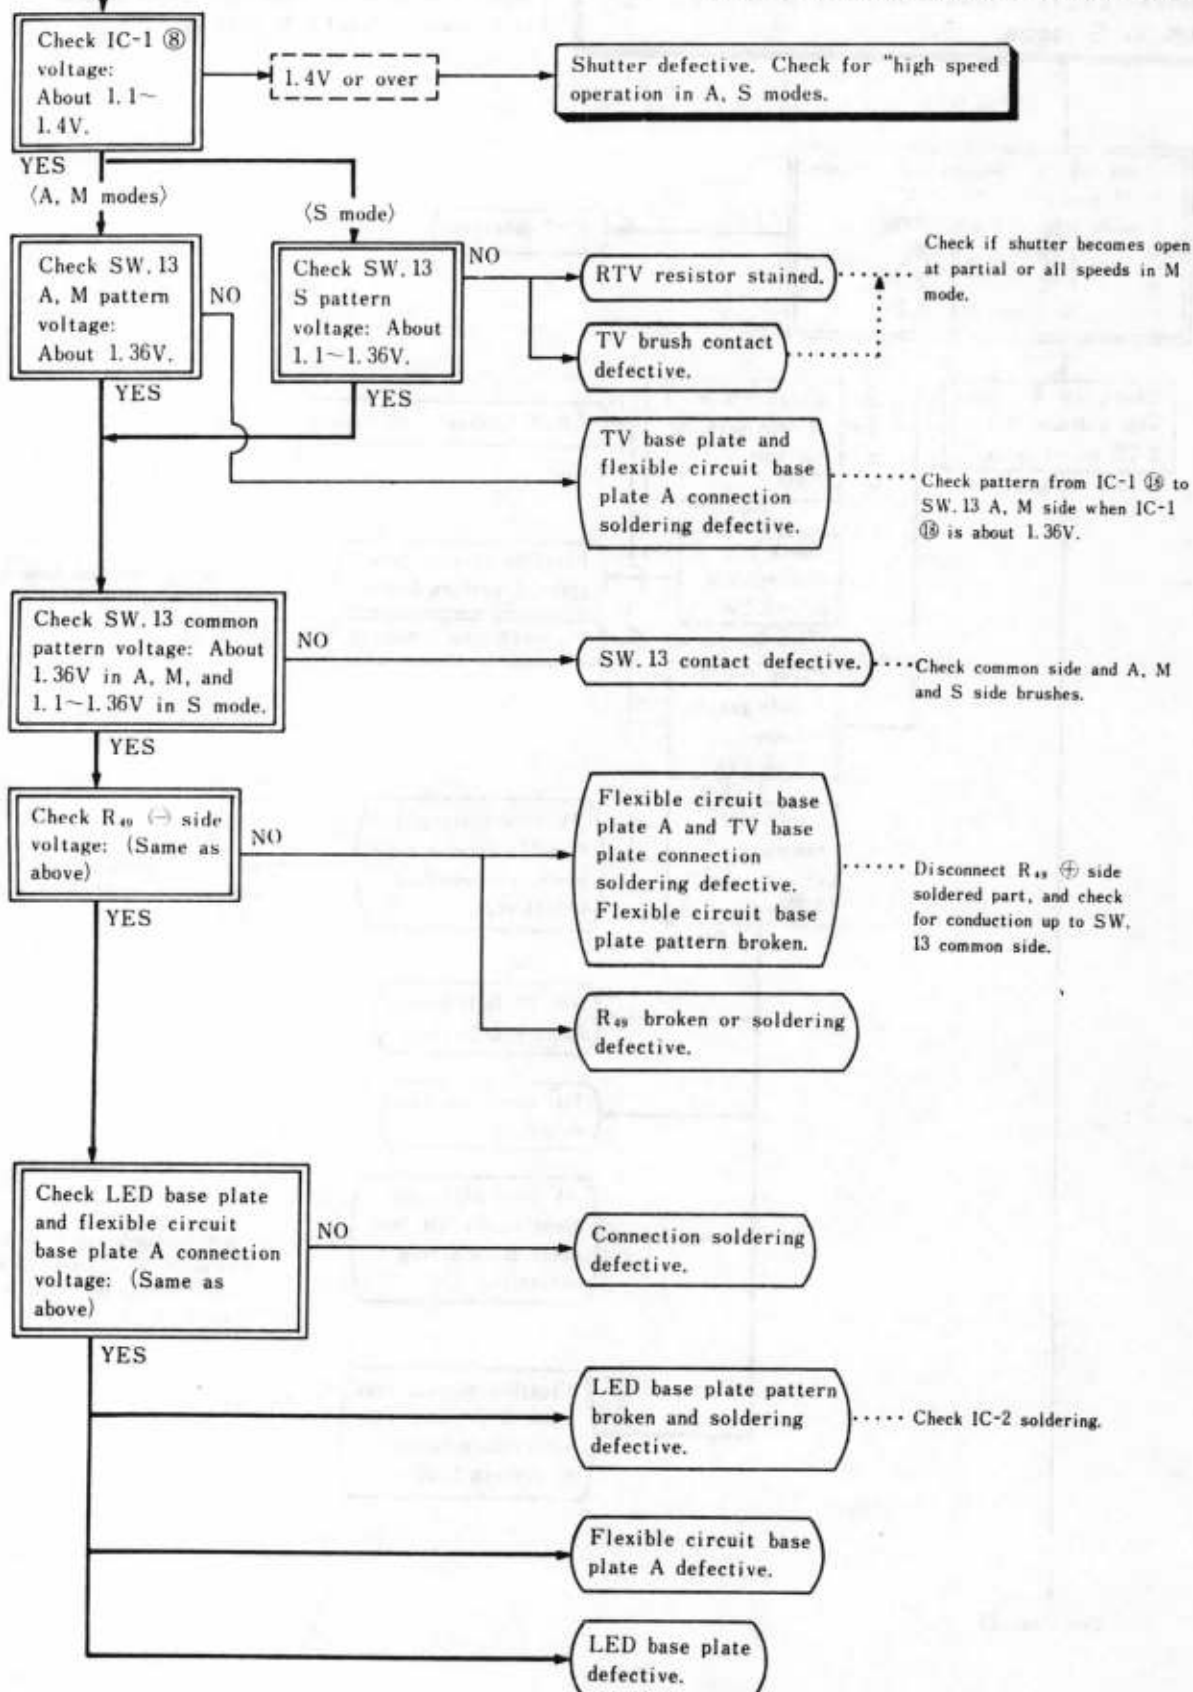 Check IC-1 ⑧
voltage:
About 1.1~
1.4V.
1.4V or over
Shutter defective. Check for "high speed
operation in A, S modes.
YES
〈A, M modes〉
〈S mode〉
Check SW. 13
A, M pattern
voltage:
About 1.36V.
NO
Check SW. 13
S pattern
voltage: About
1.1~1.36V.
NO
RTV resistor stained.
Check if shutter becomes open
at partial or all speeds in M
mode.
TV brush contact
defective.
YES
YES
TV base plate and
flexible circuit base
plate A connection
soldering defective.
Check pattern from IC-1 ⑱ to
SW. 13 A, M side when IC-1
⑱ is about 1.36V.
Check SW. 13 common
pattern voltage: About
1.36V in A, M, and
1.1~1.36V in S mode.
NO
SW. 13 contact defective.
Check common side and A, M
and S side brushes.
YES
Check R₄₉ ⊖ side
voltage: (Same as
above)
NO
Flexible circuit base
plate A and TV base
plate connection
soldering defective.
Flexible circuit base
plate pattern broken.
Disconnect R₄₉ ⊕ side
soldered part, and check
for conduction up to SW.
13 common side.
YES
R₄₉ broken or soldering
defective.
Check LED base plate
and flexible circuit
base plate A connection
voltage: (Same as
above)
NO
Connection soldering
defective.
YES
LED base plate pattern
broken and soldering
defective.
Check IC-2 soldering.
Flexible circuit base
plate A defective.
LED base plate
defective.